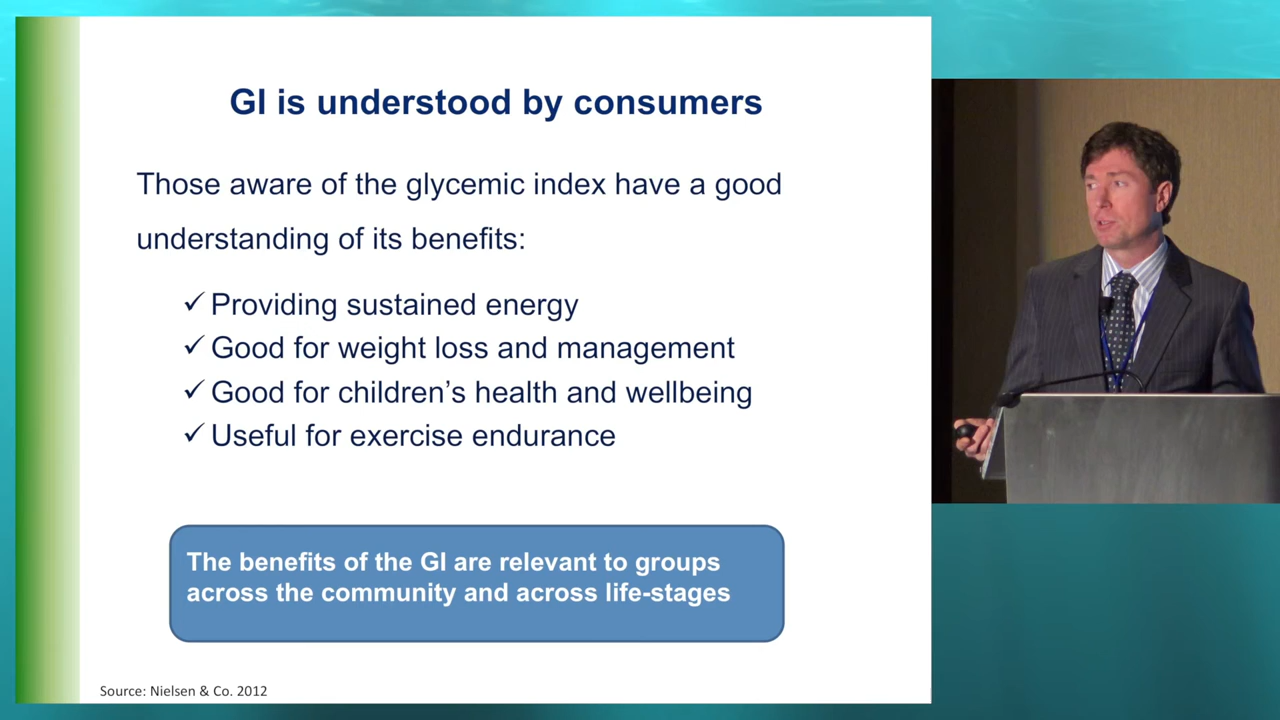 GI is understood by consumers
Those aware of the glycemic index have a good
understanding of its benefits:
✓ Providing sustained energy
✓ Good for weight loss and management
✓ Good for children’s health and wellbeing
✓ Useful for exercise endurance
The benefits of the GI are relevant to groups
across the community and across life-stages
Source: Nielsen & Co. 2012